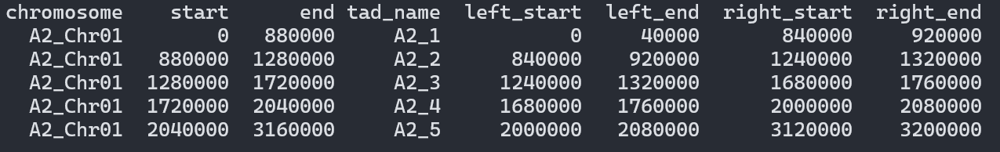 chromosome start end tad_name left_start left_end right_start right_end
A2_Chr01 0 880000 A2_1 0 40000 840000 920000
A2_Chr01 880000 1280000 A2_2 840000 920000 1240000 1320000
A2_Chr01 1280000 1720000 A2_3 1240000 1320000 1680000 1760000
A2_Chr01 1720000 2040000 A2_4 1680000 1760000 2000000 2080000
A2_Chr01 2040000 3160000 A2_5 2000000 2080000 3120000 3200000